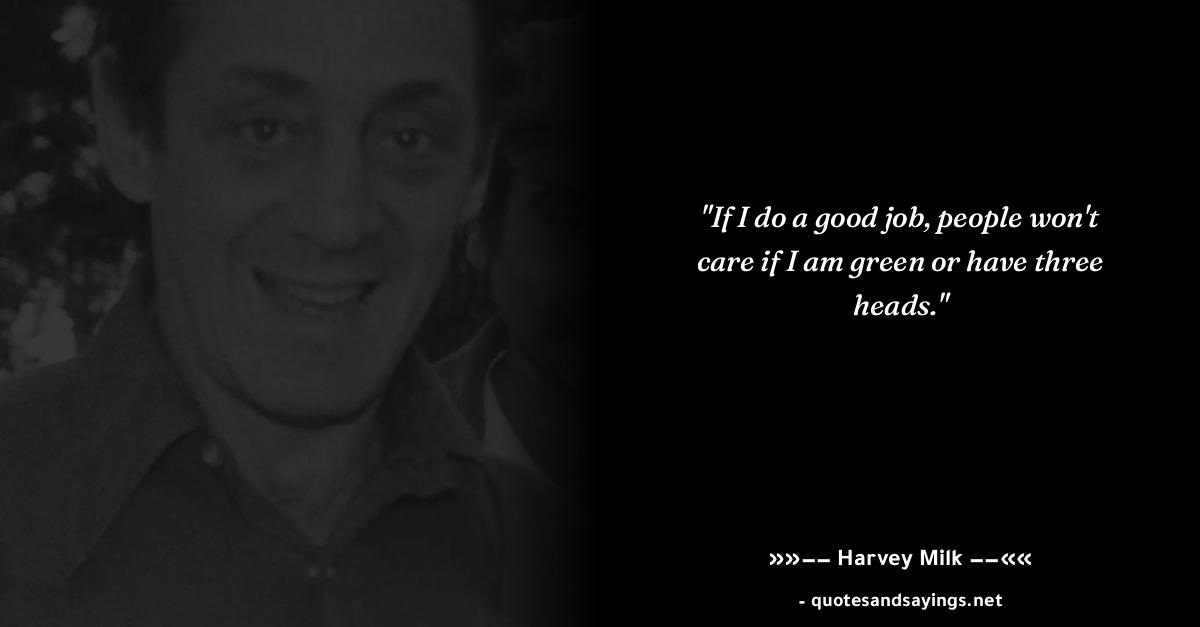 "If I do a good job, people won't
care if I am green or have three
heads."
»»–– Harvey Milk ––««
- quotesandsayings.net